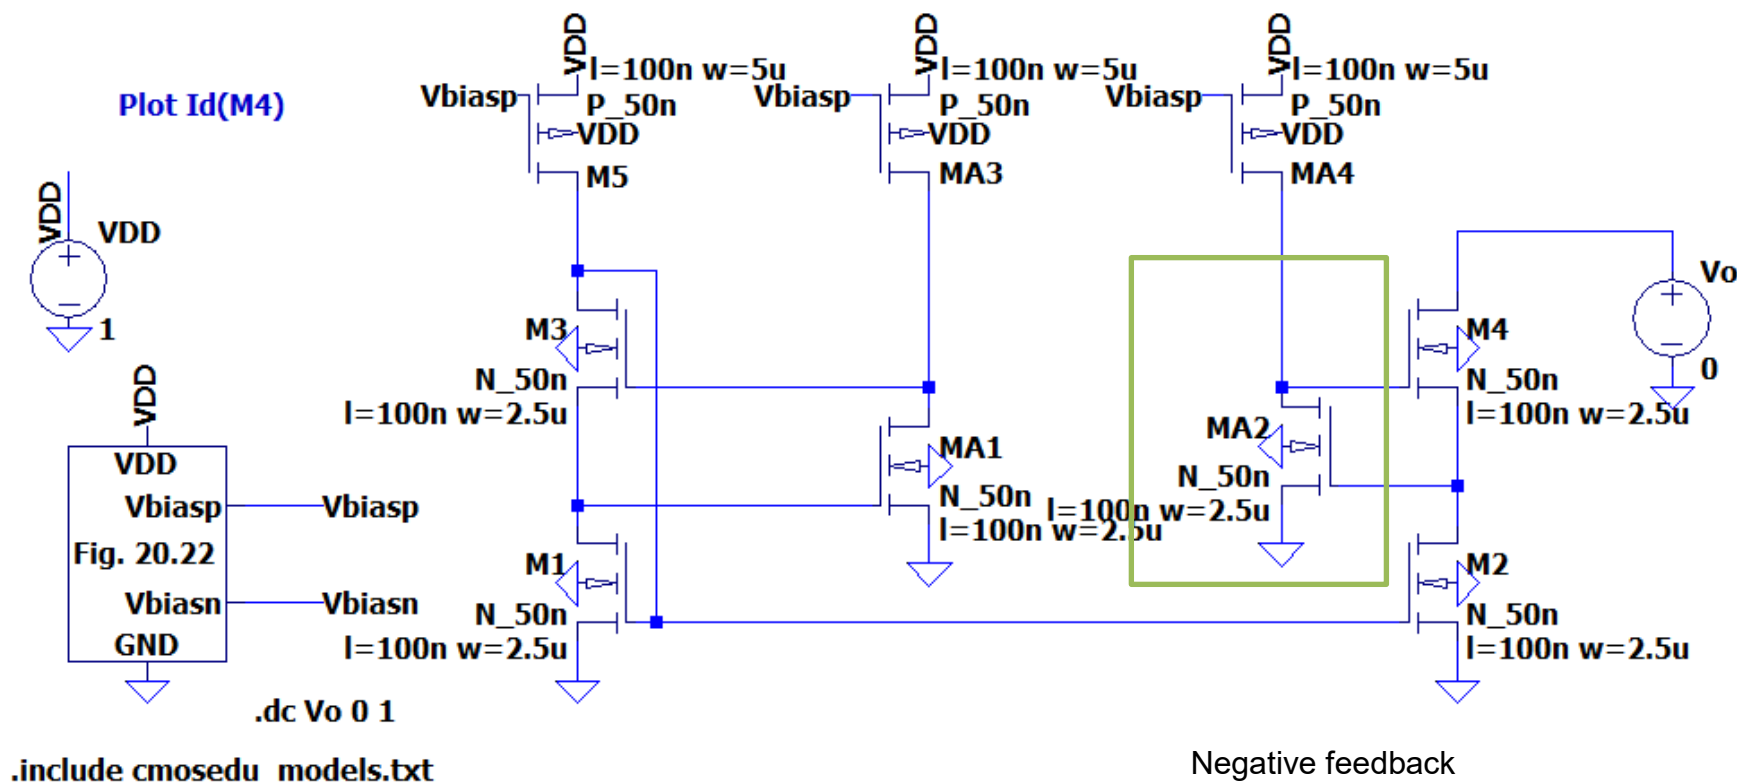 VDD
l=100n w=5u
Vbiasp
P_50n
VDD
M5
VDD
l=100n w=5u
Vbiasp
P_50n
VDD
MA3
VDD
l=100n w=5u
Vbiasp
P_50n
VDD
MA4
Plot Id(M4)
VDD
VDD
1
M3
N_50n
l=100n w=2.5u
MA1
N_50n
l=100n w=2.5u
MA2
N_50n
l=100n w=2.5u
M4
N_50n
l=100n w=2.5u
Vo
0
VDD
VDD
Vbiasp
Vbiasp
Fig. 20.22
Vbiasn
Vbiasn
GND
M1
N_50n
l=100n w=2.5u
M2
N_50n
l=100n w=2.5u
.dc Vo 0 1
.include cmosedu_models.txt
Negative feedback